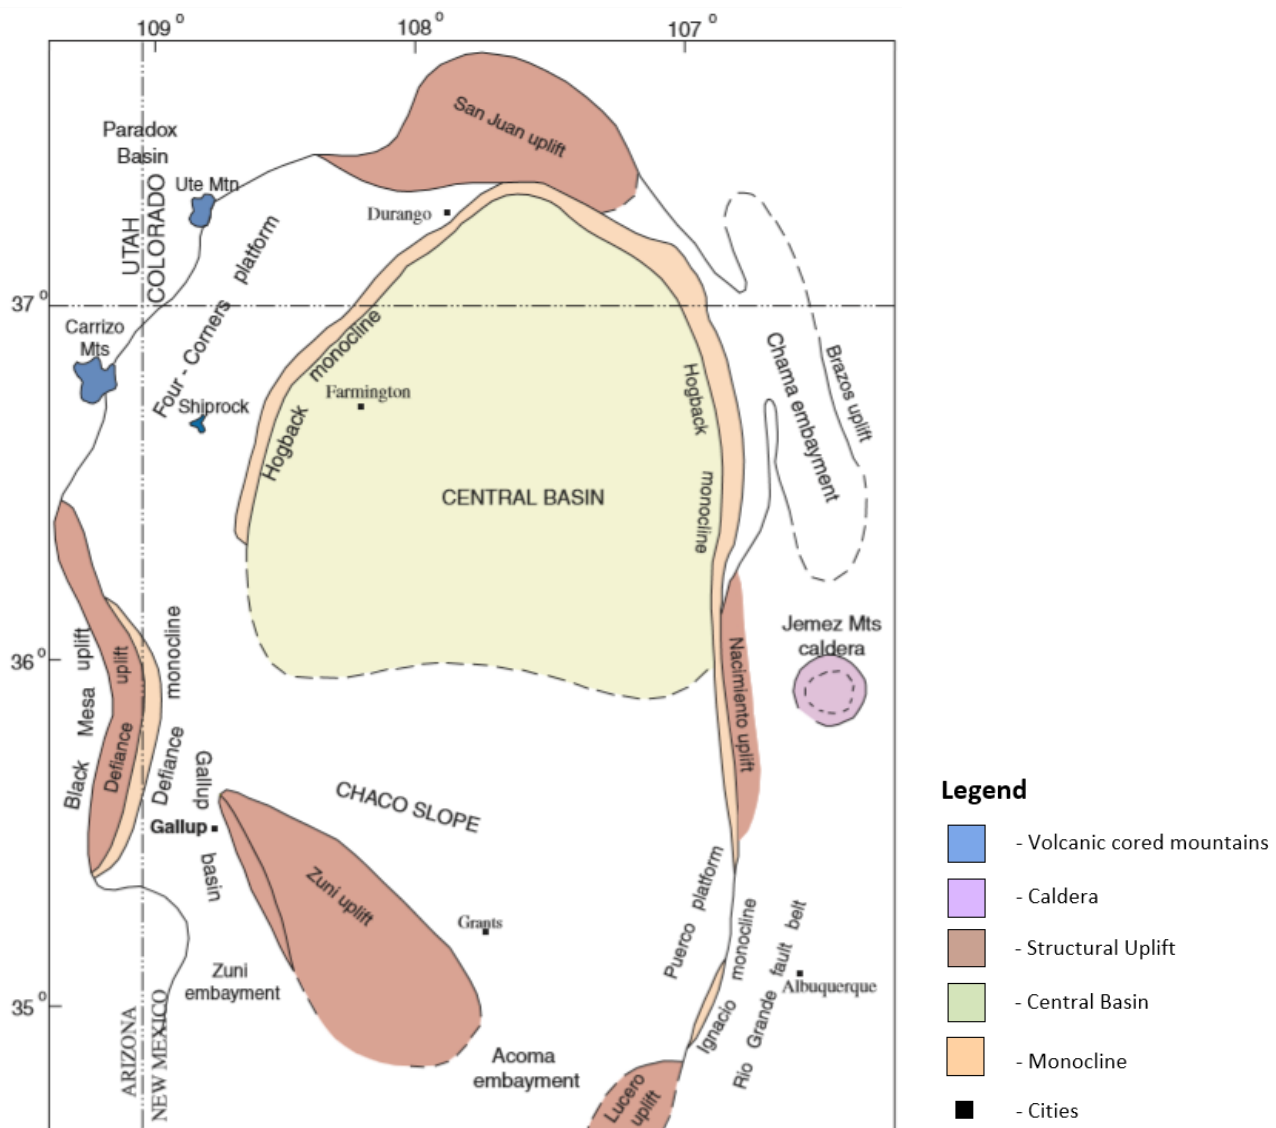 109°
108°
107°
San Juan uplift
Paradox
Basin
Ute Mtn
UTAH
COLORADO
Durango
Four - Corners platform
37°
Carrizo
Mts
Hogback monocline
Farmington
Shiprock
Hogback monocline
Chama embayment
Brazos uplift
CENTRAL BASIN
36°
Black Mesa uplift
Defiance uplift
Defiance monocline
Nacimiento uplift
Jemez Mts
caldera
Gallup basin
Gallup
CHACO SLOPE
Zuni uplift
Grants
Puerco platform
Ignacio monocline
Rio Grande fault belt
Albuquerque
Zuni
embayment
35°
ARIZONA
NEW MEXICO
Acoma
embayment
Lucero
uplift
Legend
- Volcanic cored mountains
- Caldera
- Structural Uplift
- Central Basin
- Monocline
- Cities